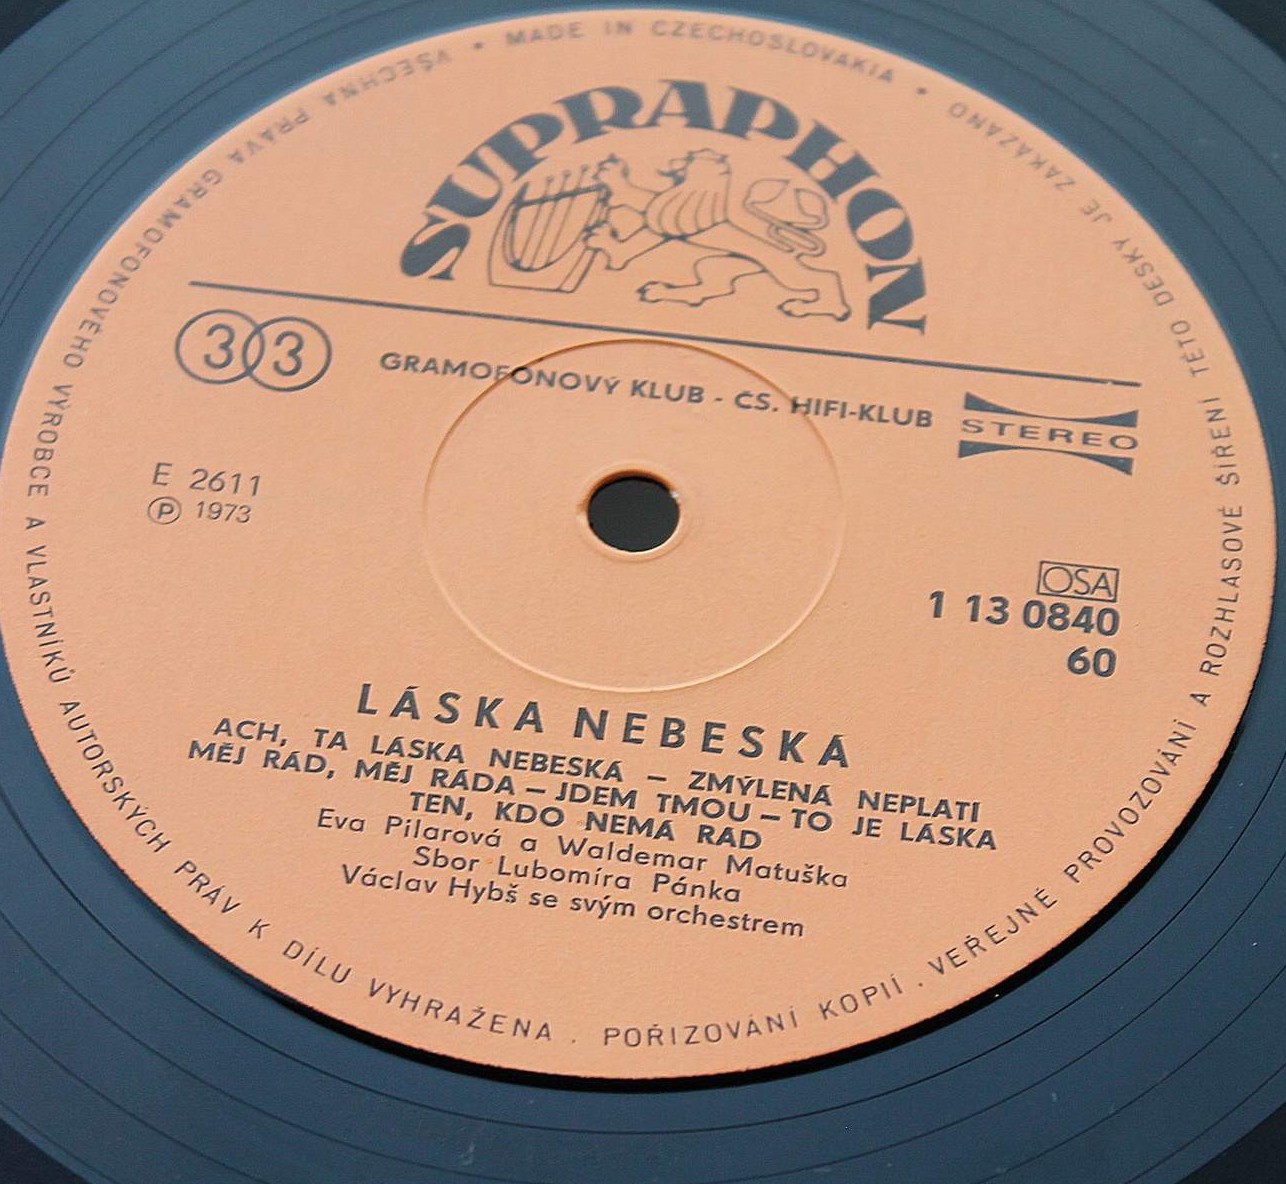 VŠECHNA PRÁVA GRAMOFONOVÉHO VÝROBCE A VLASTNÍKŮ AUTORSKÝCH PRÁV K DÍLU VYHRAŽENA . POŘIZOVÁNÍ KOPIÍ . VEŘEJNÉ PROVOZOVÁNÍ A ROZHLASOVÉ ŠÍŘENÍ TÉTO DESKY JE ZAKÁZÁNO •
MADE IN CZECHOSLOVAKIA •
SUPRAPHON
33
GRAMOFONOVÝ KLUB - ČS. HIFI-KLUB
STEREO
E 2611
Ⓟ 1973
OSA
1 13 0840
60
LÁSKA NEBESKÁ
ACH, TA LÁSKA NEBESKÁ – ZMÝLENÁ NEPLATÍ
MĚJ RÁD, MĚJ RÁDA – JDEM TMOU – TO JE LÁSKA
TEN, KDO NEMÁ RÁD
Eva Pilarová a Waldemar Matuška
Sbor Lubomíra Pánka
Václav Hybš se svým orchestrem